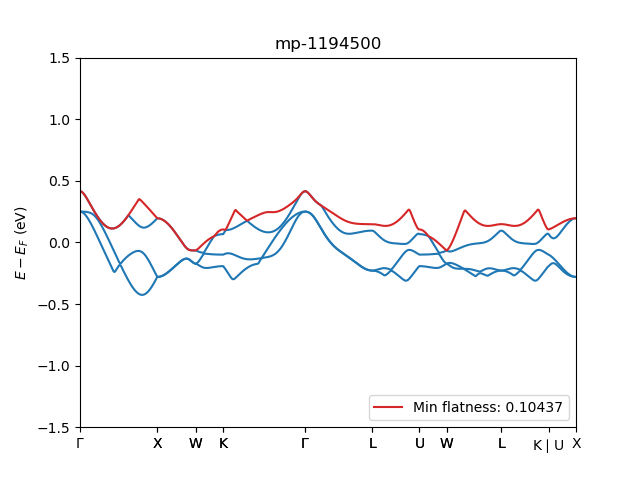 mp-1194500
1.5
1.0
0.5
0.0
−0.5
−1.0
−1.5
E − E_F (eV)
Min flatness: 0.10437
Γ X W K Γ L U W L K | U X